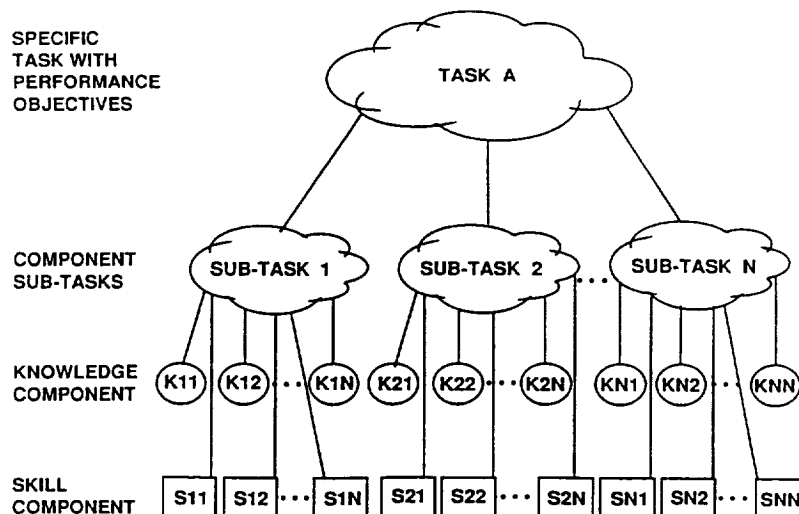 SPECIFIC
TASK WITH
PERFORMANCE
OBJECTIVES
TASK A
COMPONENT
SUB-TASKS
SUB-TASK 1
SUB-TASK 2
SUB-TASK N
KNOWLEDGE
COMPONENT
K11 K12 K1N K21 K22 K2N KN1 KN2 KNN
SKILL
COMPONENT
S11 S12 S1N S21 S22 S2N SN1 SN2 SNN